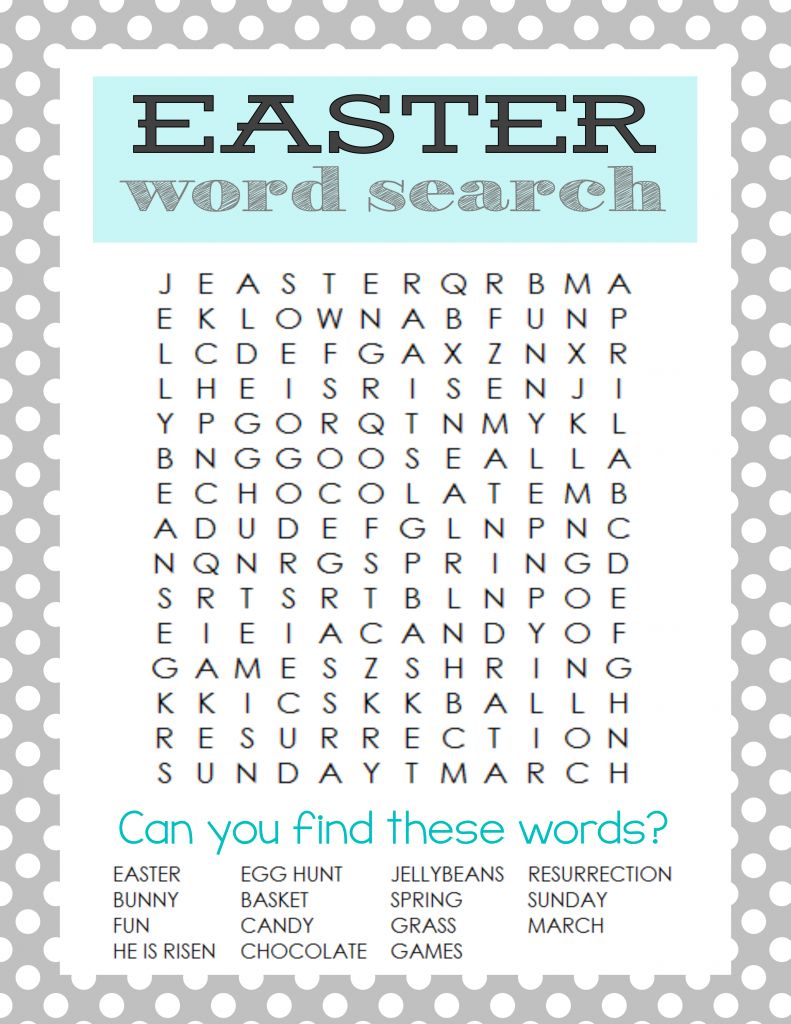 EASTER
word search
J E A S T E R Q R B M A
E K L O W N A B F U N P
L C D E F G A X Z N X R
L H E I S R I S E N J I
Y P G O R Q T N M Y K L
B N G G O O S E A L L A
E C H O C O L A T E M B
A D U D E F G L N P N C
N Q N R G S P R I N G D
S R T S R T B L N P O E
E I E I A C A N D Y O F
G A M E S Z S H R I N G
K K I C S K K B A L L H
R E S U R R E C T I O N
S U N D A Y T M A R C H
Can you find these words?
EASTER EGG HUNT JELLYBEANS RESURRECTION
BUNNY BASKET SPRING SUNDAY
FUN CANDY GRASS MARCH
HE IS RISEN CHOCOLATE GAMES